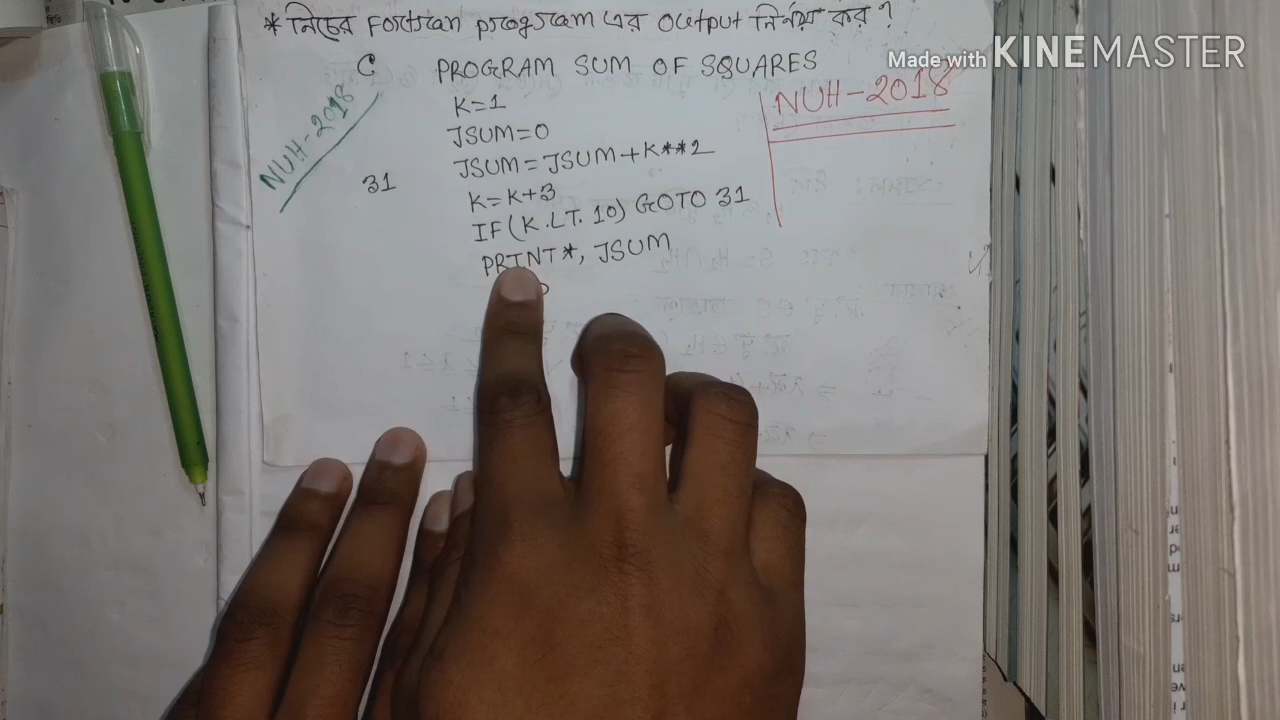 * নিচের Fortran program এর output নির্ণয় কর ?
Made with KINEMASTER
C PROGRAM SUM OF SQUARES
NUH-2018
NUH-2018
K=1
JSUM=0
JSUM=JSUM+K**2
31 K=K+3
IF(K.LT.10) GOTO 31
PRINT*, JSUM